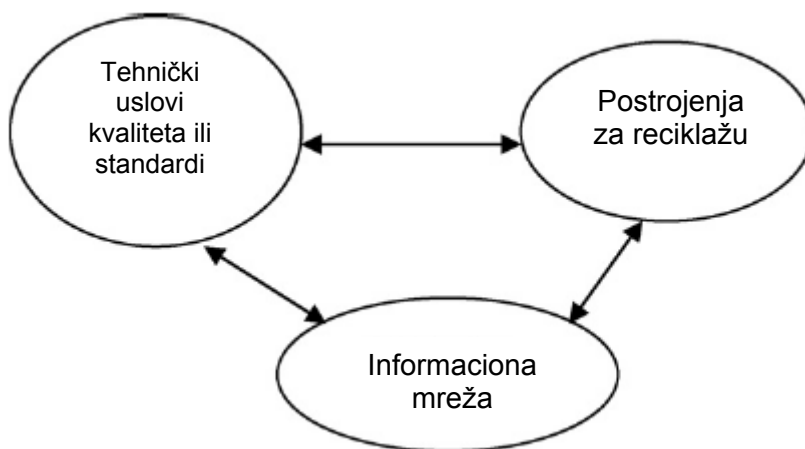 Tehnički
uslovi
kvaliteta ili
standardi
Postrojenja
za reciklažu
Informaciona
mreža